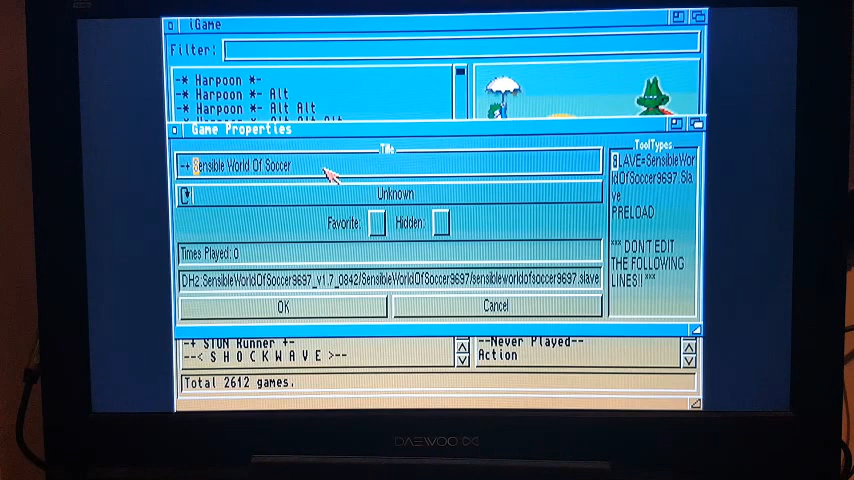 iGame
Filter:
-* Harpoon *-
-* Harpoon *- Alt
-* Harpoon *- Alt Alt
Game Properties
Title
-+ Sensible World Of Soccer
Unknown
Favorite: Hidden:
Times Played: 0
DH2:SensibleWorldOfSoccer9697_v1.7_0842/SensibleWorldOfSoccer9697/sensibleworldofsoccer9697.slave
OK Cancel
ToolTypes
SLAVE=SensibleWor
ldOfSoccer9697.Sla
ve
PRELOAD
*** DON'T EDIT
THE FOLLOWING
LINES!! ***
-+ STUN Runner +-
--< S H O C K W A V E >--
--Never Played--
Action
Total 2612 games.
DAEWOO